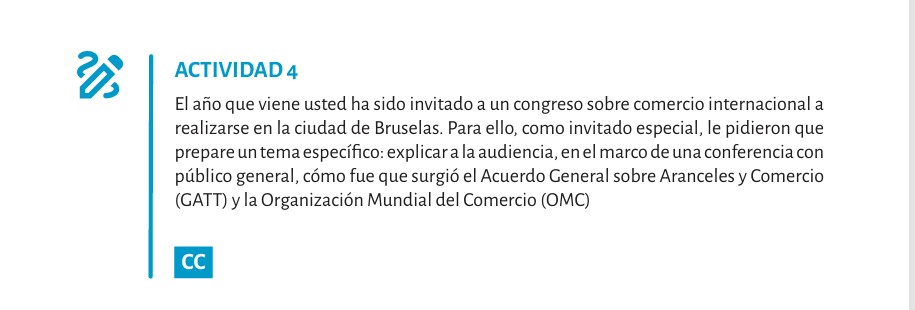 ACTIVIDAD 4
El año que viene usted ha sido invitado a un congreso sobre comercio internacional a
realizarse en la ciudad de Bruselas. Para ello, como invitado especial, le pidieron que
prepare un tema específico: explicar a la audiencia, en el marco de una conferencia con
público general, cómo fue que surgió el Acuerdo General sobre Aranceles y Comercio
(GATT) y la Organización Mundial del Comercio (OMC)
CC